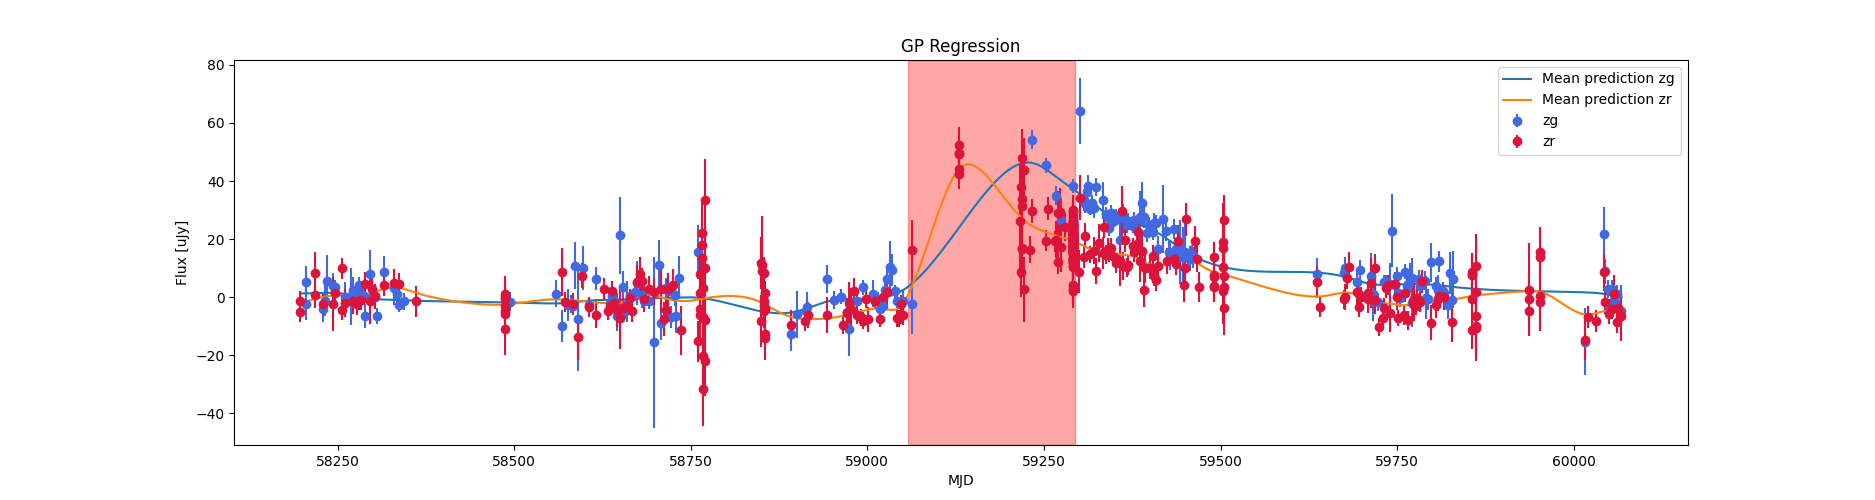 GP Regression
80
60
40
20
0
−20
−40
Flux [uJy]
58250 58500 58750 59000 59250 59500 59750 60000
MJD
Mean prediction zg
Mean prediction zr
zg
zr